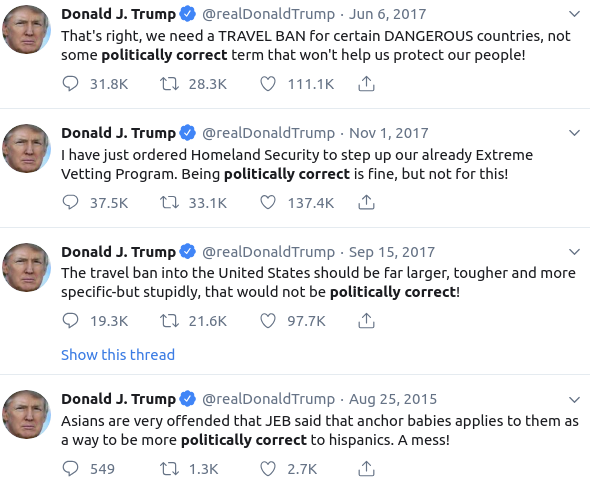 Donald J. Trump @realDonaldTrump · Jun 6, 2017
That's right, we need a TRAVEL BAN for certain DANGEROUS countries, not
some politically correct term that won't help us protect our people!
31.8K 28.3K 111.1K
Donald J. Trump @realDonaldTrump · Nov 1, 2017
I have just ordered Homeland Security to step up our already Extreme
Vetting Program. Being politically correct is fine, but not for this!
37.5K 33.1K 137.4K
Donald J. Trump @realDonaldTrump · Sep 15, 2017
The travel ban into the United States should be far larger, tougher and more
specific-but stupidly, that would not be politically correct!
19.3K 21.6K 97.7K
Show this thread
Donald J. Trump @realDonaldTrump · Aug 25, 2015
Asians are very offended that JEB said that anchor babies applies to them as
a way to be more politically correct to hispanics. A mess!
549 1.3K 2.7K